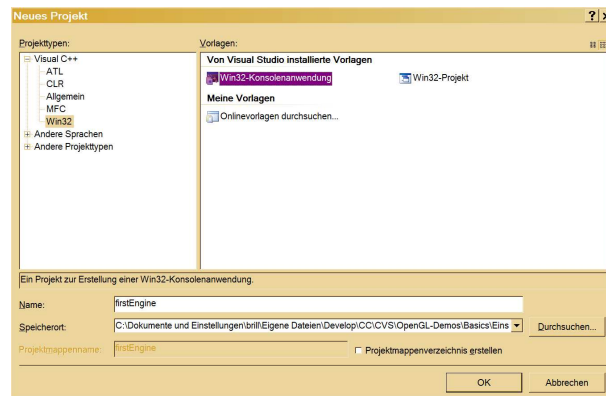 Neues Projekt
Projekttypen:
Vorlagen:
Visual C++
ATL
CLR
Allgemein
MFC
Win32
Andere Sprachen
Andere Projekttypen
Von Visual Studio installierte Vorlagen
Win32-Konsolenanwendung
Win32-Projekt
Meine Vorlagen
Onlinevorlagen durchsuchen...
Ein Projekt zur Erstellung einer Win32-Konsolenanwendung.
Name:
firstEngine
Speicherort:
C:\Dokumente und Einstellungen\brill\Eigene Dateien\Develop\CC\CVS\OpenGL-Demos\Basics\Eins
Durchsuchen...
Projektmappenname:
firstEngine
Projektmappenverzeichnis erstellen
OK
Abbrechen